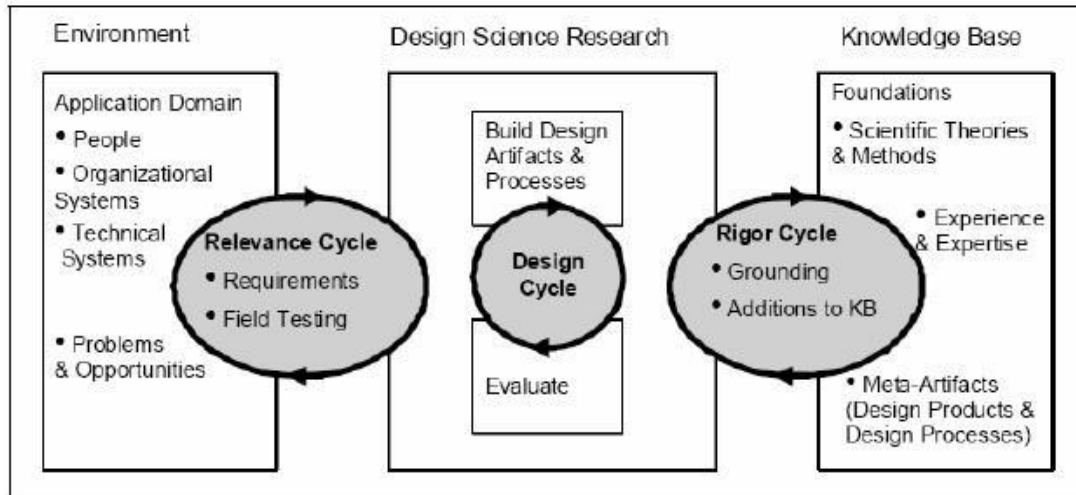 Environment
Design Science Research
Knowledge Base
Application Domain
• People
• Organizational
Systems
• Technical
Systems
• Problems
& Opportunities
Relevance Cycle
• Requirements
• Field Testing
Build Design
Artifacts &
Processes
Design
Cycle
Evaluate
Rigor Cycle
• Grounding
• Additions to KB
Foundations
• Scientific Theories
& Methods
• Experience
& Expertise
• Meta-Artifacts
(Design Products &
Design Processes)